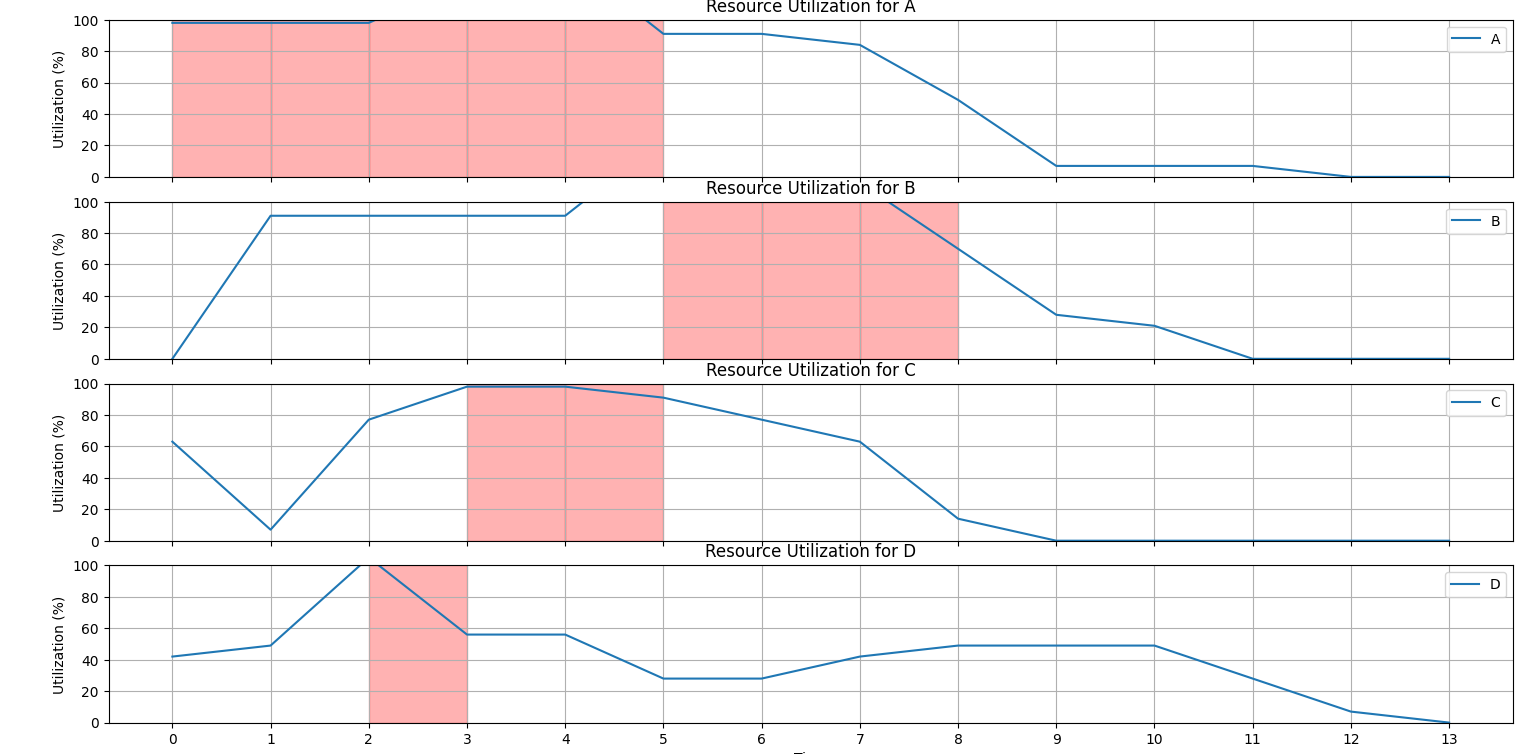 Resource Utilization for A
100
80
60
40
20
0
Utilization (%)
A
Resource Utilization for B
100
80
60
40
20
0
Utilization (%)
B
Resource Utilization for C
100
80
60
40
20
0
Utilization (%)
C
Resource Utilization for D
100
80
60
40
20
0
Utilization (%)
D
0 1 2 3 4 5 6 7 8 9 10 11 12 13